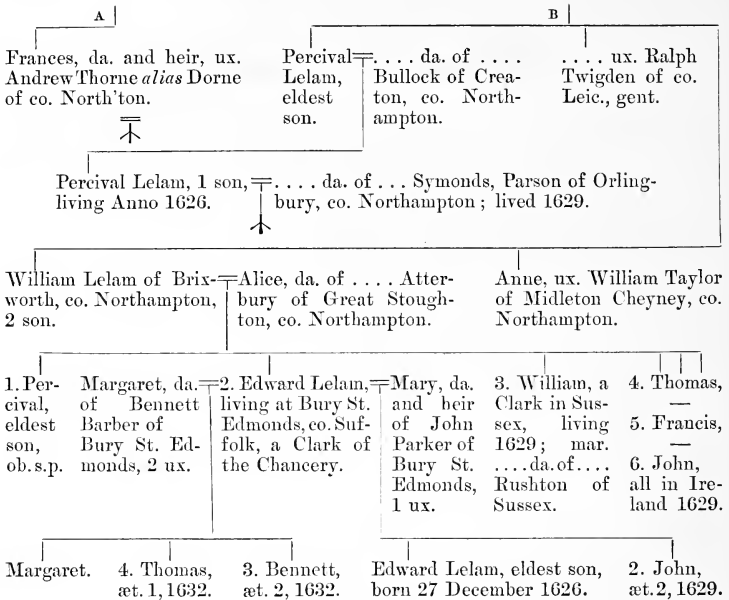 A
B
Frances, da. and heir, ux.
Andrew Thorne alias Dorne
of co. North'ton.
Percival
Lelam,
eldest
son.
. . . . da. of . . . .
Bullock of Crea-
ton, co. North-
ampton.
. . . . ux. Ralph
Twigden of co.
Leic., gent.
Percival Lelam, 1 son,
living Anno 1626.
. . . . da. of . . . Symonds, Parson of Orling-
bury, co. Northampton ; lived 1629.
William Lelam of Brix-
worth, co. Northampton,
2 son.
Alice, da. of . . . . Atter-
bury of Great Stough-
ton, co. Northampton.
Anne, ux. William Taylor
of Midleton Cheyney, co.
Northampton.
1. Per-
cival,
eldest
son,
ob. s.p.
Margaret, da.
of Bennett
Barber of
Bury St. Ed-
monds, 2 ux.
2. Edward Lelam,
living at Bury St.
Edmonds, co. Suf-
folk, a Clark of
the Chancery.
Mary, da.
and heir
of John
Parker of
Bury St.
Edmonds,
1 ux.
3. William, a
Clark in Sus-
sex, living
1629 ; mar.
. . . . da. of . . . .
Rushton of
Sussex.
4. Thomas,
—
5. Francis,
—
6. John,
all in Ire-
land 1629.
Margaret.
4. Thomas,
æt. 1, 1632.
3. Bennett,
æt. 2, 1632.
Edward Lelam, eldest son,
born 27 December 1626.
2. John,
æt. 2, 1629.